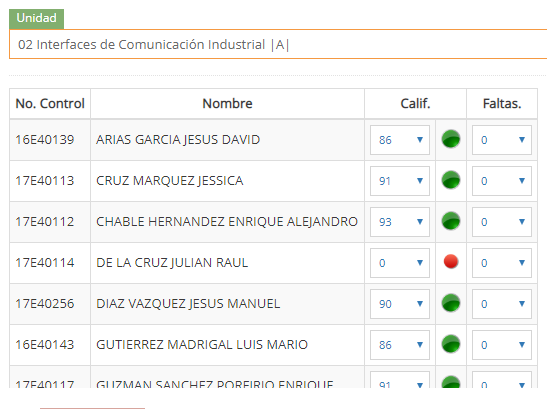 Unidad
02 Interfaces de Comunicación Industrial |A|
No. Control Nombre Calif. Faltas.
16E40139 ARIAS GARCIA JESUS DAVID 86 0
17E40113 CRUZ MARQUEZ JESSICA 91 0
17E40112 CHABLE HERNANDEZ ENRIQUE ALEJANDRO 93 0
17E40114 DE LA CRUZ JULIAN RAUL 0 0
17E40256 DIAZ VAZQUEZ JESUS MANUEL 90 0
16E40143 GUTIERREZ MADRIGAL LUIS MARIO 86 0
17E40117 GUZMAN SANCHEZ PORFIRIO ENRIQUE 91 0